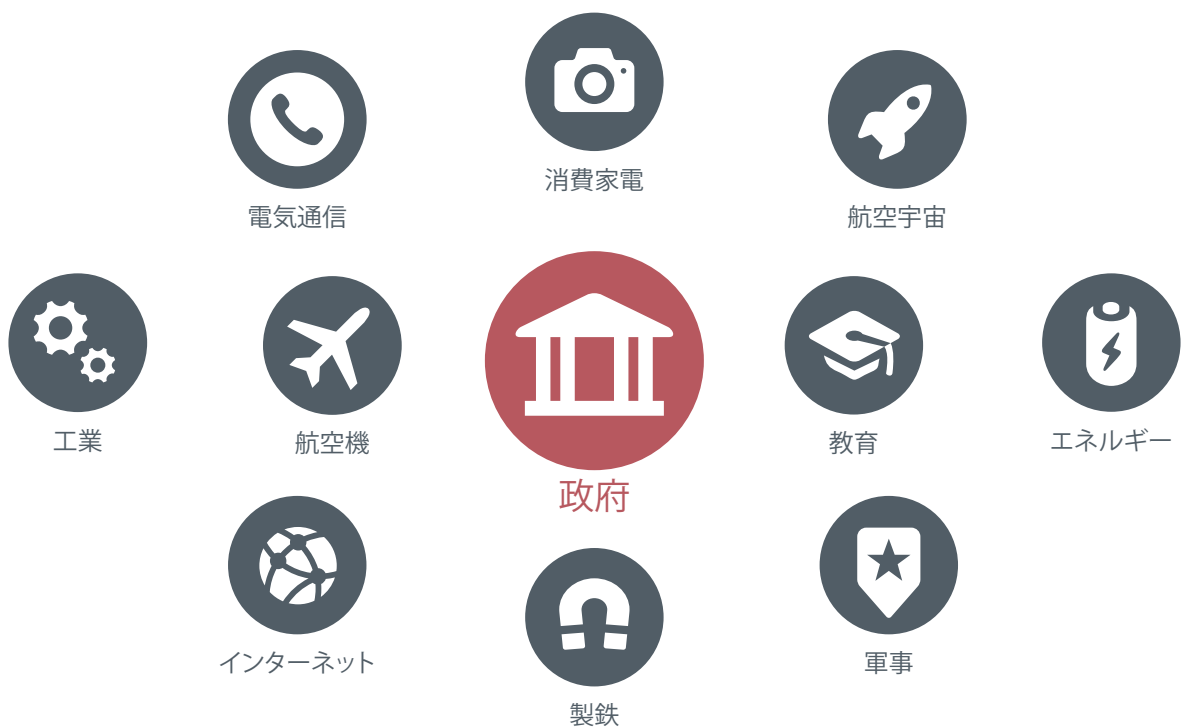 消費家電
電気通信
航空宇宙
工業
航空機
教育
エネルギー
政府
インターネット
軍事
製鉄